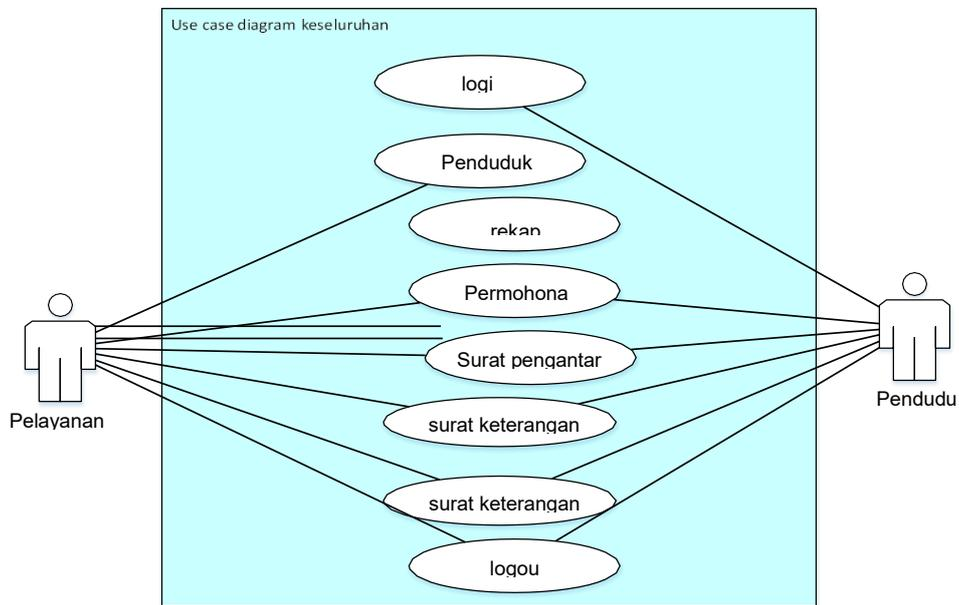 Use case diagram keseluruhan
logi
Penduduk
rekap
Permohona
Surat pengantar
surat keterangan
surat keterangan
logou
Pelayanan
Pendudu